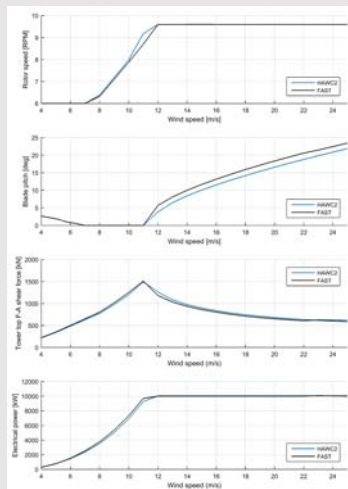 Rotor speed [RPM]
10
9
8
7
6
4 6 8 10 12 14 16 18 20 22 24
Wind speed [m/s]
HAWC2
FAST
Blade pitch [deg]
25
20
15
10
5
0
4 6 8 10 12 14 16 18 20 22 24
Wind speed [m/s]
HAWC2
FAST
Tower top F-A shear force [kN]
2000
1500
1000
500
0
4 6 8 10 12 14 16 18 20 22 24
Wind speed (m/s)
HAWC2
FAST
Electrical power [kW]
12000
10000
8000
6000
4000
2000
0
4 6 8 10 12 14 16 18 20 22 24
Wind speed (m/s)
HAWC2
FAST